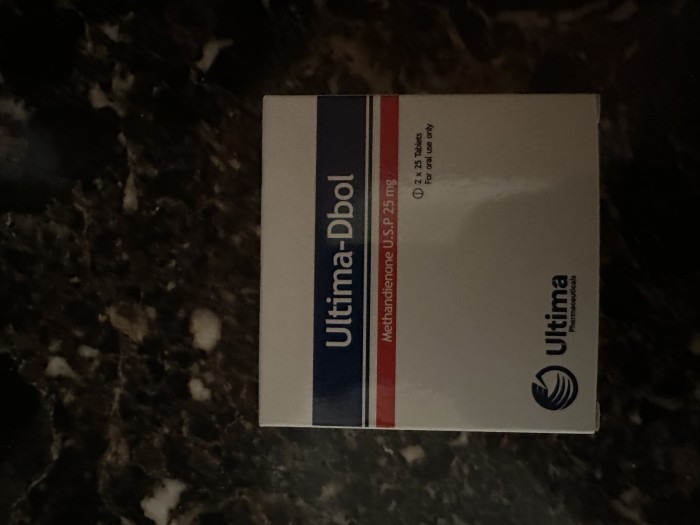 Ultima-Dbol
Methandienone U.S.P 25 mg
2 x 25 Tablets
For oral use only
Ultima
Pharmaceuticals